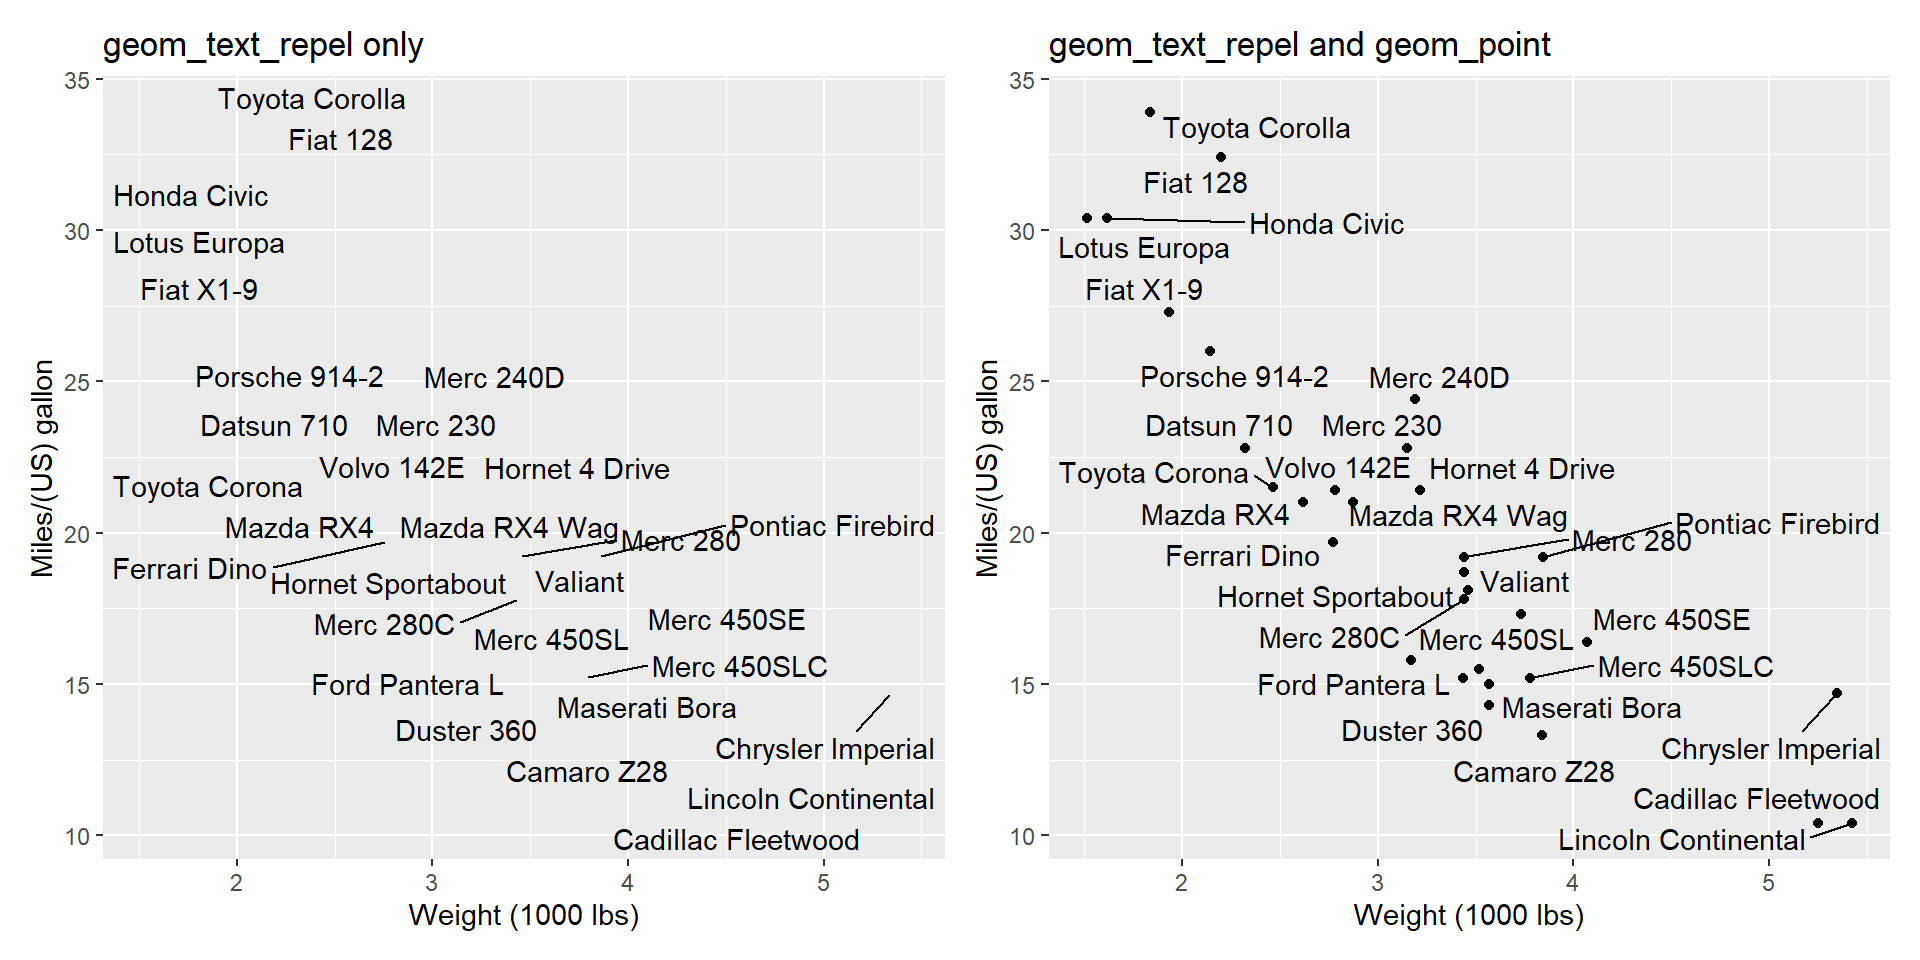 geom_text_repel only
35
30
25
20
15
10
Miles/(US) gallon
Toyota Corolla
Fiat 128
Honda Civic
Lotus Europa
Fiat X1-9
Porsche 914-2
Merc 240D
Datsun 710
Merc 230
Volvo 142E
Hornet 4 Drive
Toyota Corona
Mazda RX4
Mazda RX4 Wag
Pontiac Firebird
Merc 280
Ferrari Dino
Hornet Sportabout
Valiant
Merc 280C
Merc 450SE
Merc 450SL
Merc 450SLC
Ford Pantera L
Maserati Bora
Duster 360
Chrysler Imperial
Camaro Z28
Lincoln Continental
Cadillac Fleetwood
2
3
4
5
Weight (1000 lbs)
geom_text_repel and geom_point
35
30
25
20
15
10
Miles/(US) gallon
Toyota Corolla
Fiat 128
Honda Civic
Lotus Europa
Fiat X1-9
Porsche 914-2
Merc 240D
Datsun 710
Merc 230
Volvo 142E
Hornet 4 Drive
Toyota Corona
Mazda RX4
Mazda RX4 Wag
Pontiac Firebird
Merc 280
Ferrari Dino
Valiant
Hornet Sportabout
Merc 450SE
Merc 280C
Merc 450SL
Merc 450SLC
Ford Pantera L
Maserati Bora
Duster 360
Chrysler Imperial
Camaro Z28
Cadillac Fleetwood
Lincoln Continental
2
3
4
5
Weight (1000 lbs)